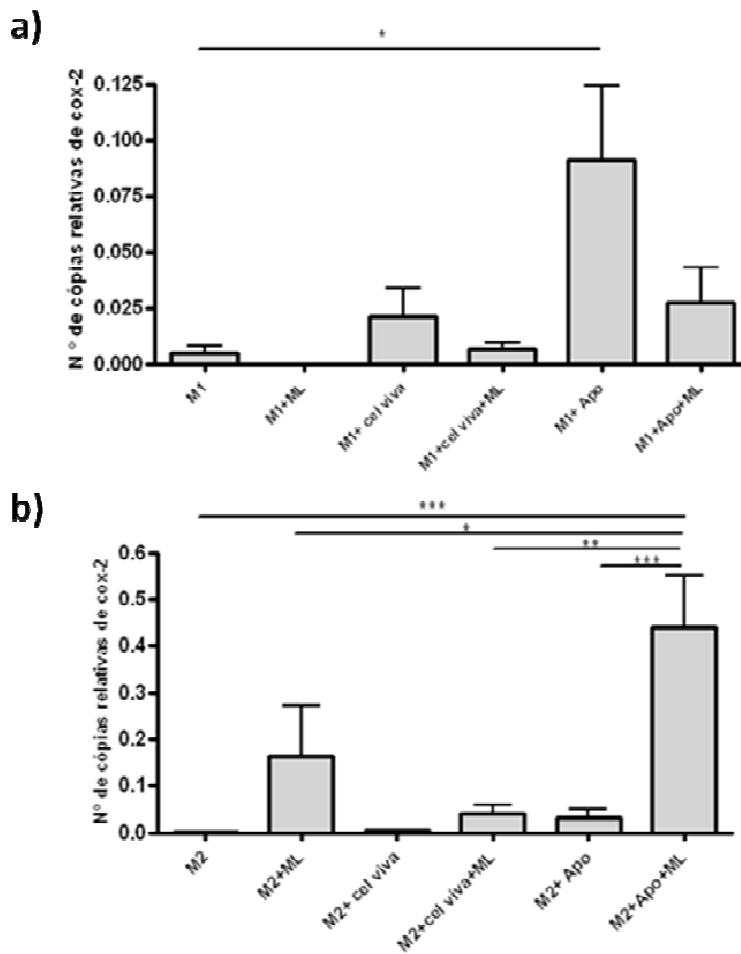 a)
*
N º de cópias relativas de cox-2
0.125
0.100
0.075
0.050
0.025
0.000
M1
M1+ML
M1+ cel viva
M1+cel viva+ML
M1+ Apo
M1+Apo+ML
b)
***
*
**
***
Nº de cópias relativas de cox-2
0.6
0.5
0.4
0.3
0.2
0.1
0.0
M2
M2+ML
M2+ cel viva
M2+cel viva+ML
M2+ Apo
M2+Apo+ML